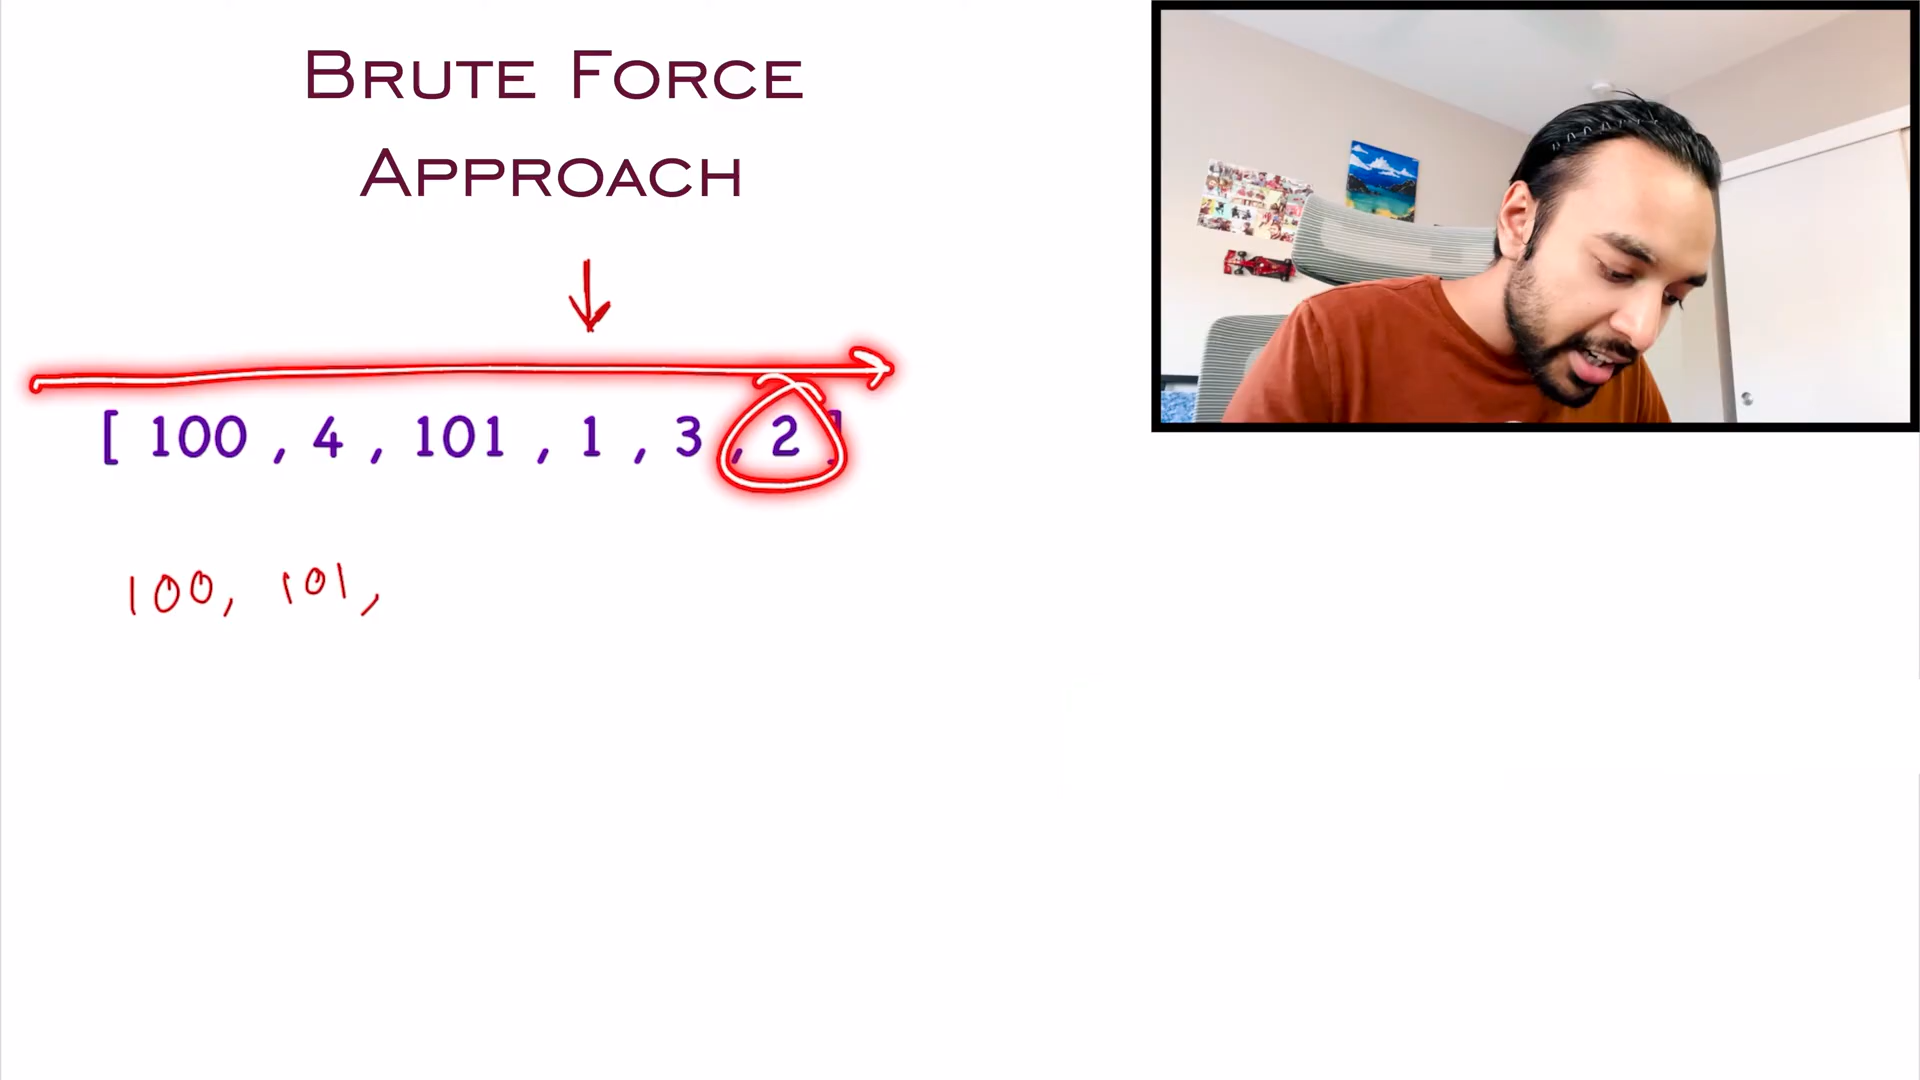 BRUTE FORCE
APPROACH
[ 100 , 4 , 101 , 1 , 3 , 2 ]
100, 101,